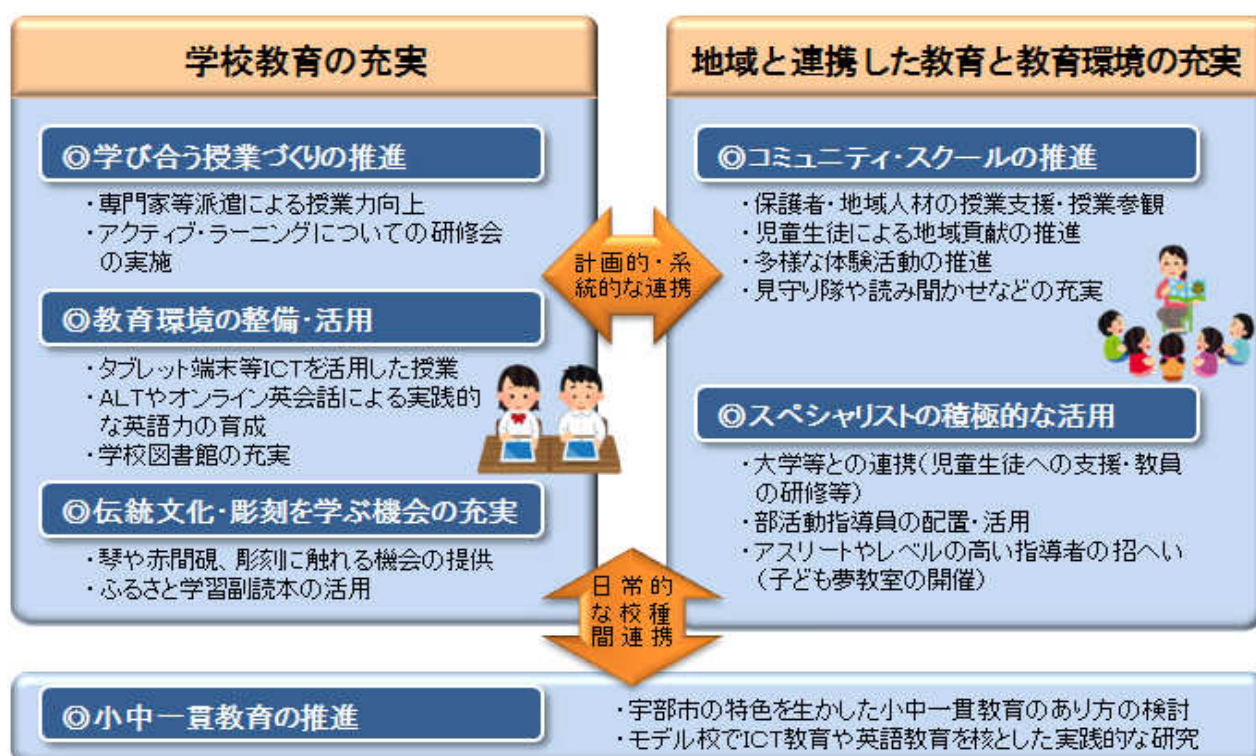 学校教育の充実
◎学び合う授業づくりの推進
・専門家等派遣による授業力向上
・アクティブ・ラーニングについての研修会
の実施
◎教育環境の整備・活用
・タブレット端末等ICTを活用した授業
・ALTやオンライン英会話による実践的
な英語力の育成
・学校図書館の充実
◎伝統文化・彫刻を学ぶ機会の充実
・琴や赤間硯、彫刻に触れる機会の提供
・ふるさと学習副読本の活用
計画的・系
統的な連携
地域と連携した教育と教育環境の充実
◎コミュニティ・スクールの推進
・保護者・地域人材の授業支援・授業参観
・児童生徒による地域貢献の推進
・多様な体験活動の推進
・見守り隊や読み聞かせなどの充実
◎スペシャリストの積極的な活用
・大学等との連携(児童生徒への支援・教員
の研修等)
・部活動指導員の配置・活用
・アスリートやレベルの高い指導者の招へい
(子ども夢教室の開催)
日常的
な校種
間連携
◎小中一貫教育の推進
・宇部市の特色を生かした小中一貫教育のあり方の検討
・モデル校でICT教育や英語教育を核とした実践的な研究